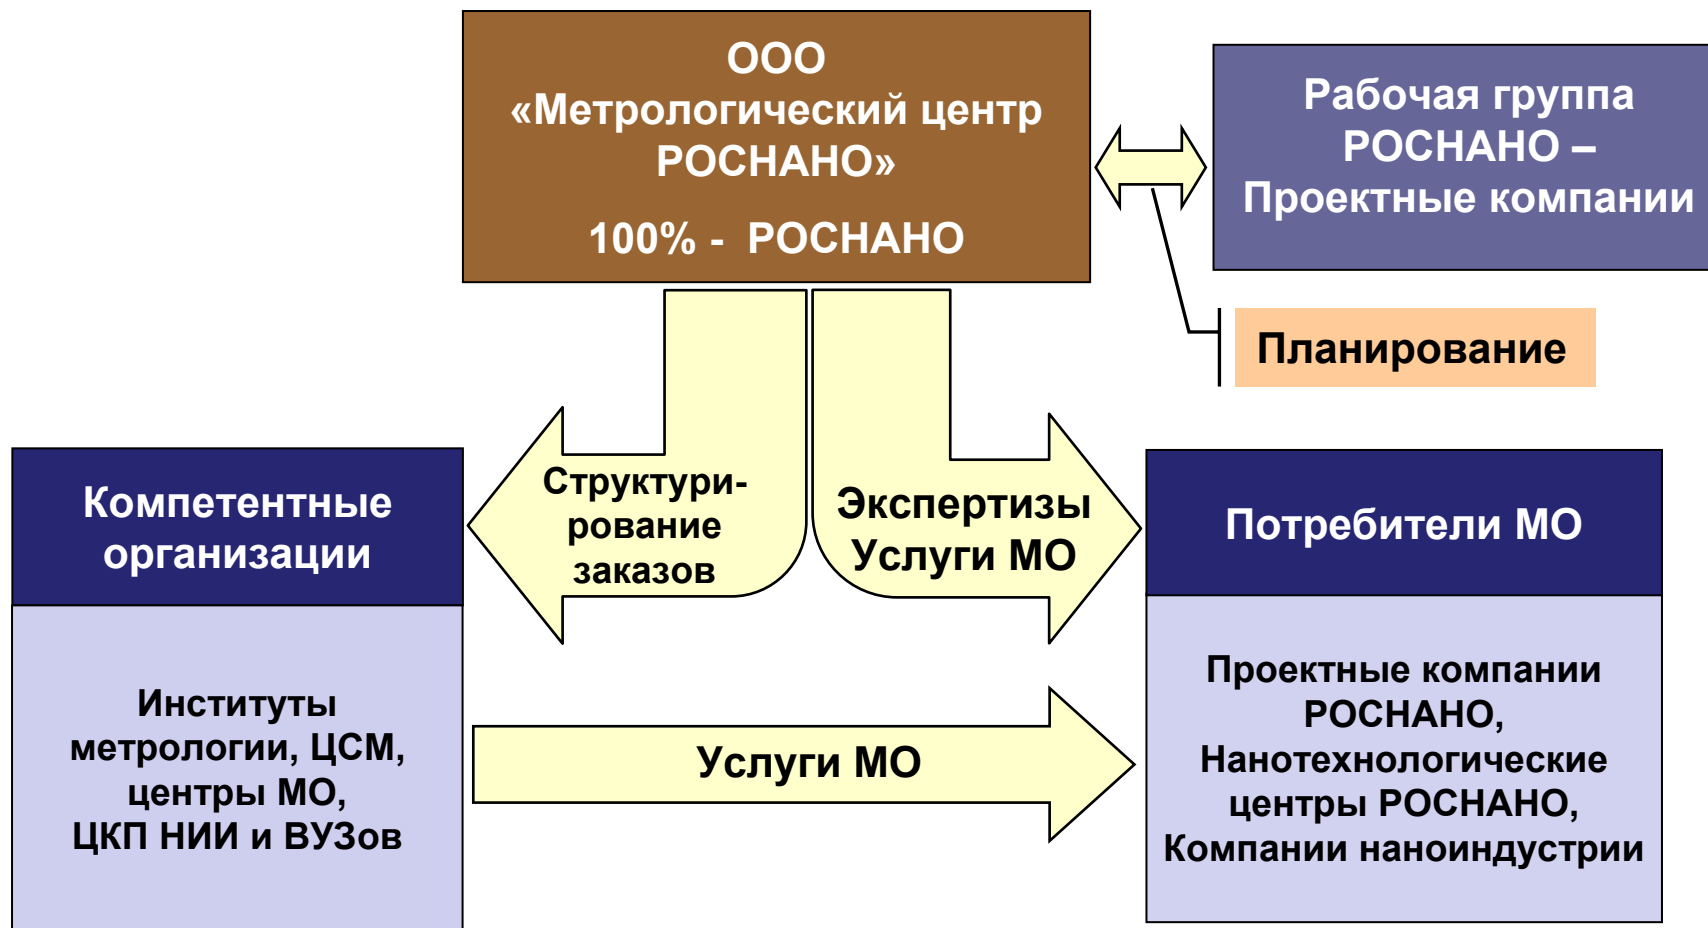 ООО
«Метрологический центр
РОСНАНО»
100% - РОСНАНО
Рабочая группа
РОСНАНО –
Проектные компании
Планирование
Компетентные
организации
Структури-
рование
заказов
Экспертизы
Услуги МО
Потребители МО
Институты
метрологии, ЦСМ,
центры МО,
ЦКП НИИ и ВУЗов
Услуги МО
Проектные компании
РОСНАНО,
Нанотехнологические
центры РОСНАНО,
Компании наноиндустрии